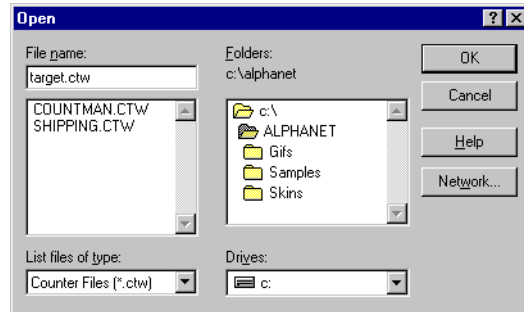 Open
File name:
target.ctw
COUNTMAN.CTW
SHIPPING.CTW
List files of type:
Counter Files (*.ctw)
Folders:
c:\alphanet
c:\
ALPHANET
Gifs
Samples
Skins
Drives:
c:
OK
Cancel
Help
Network...